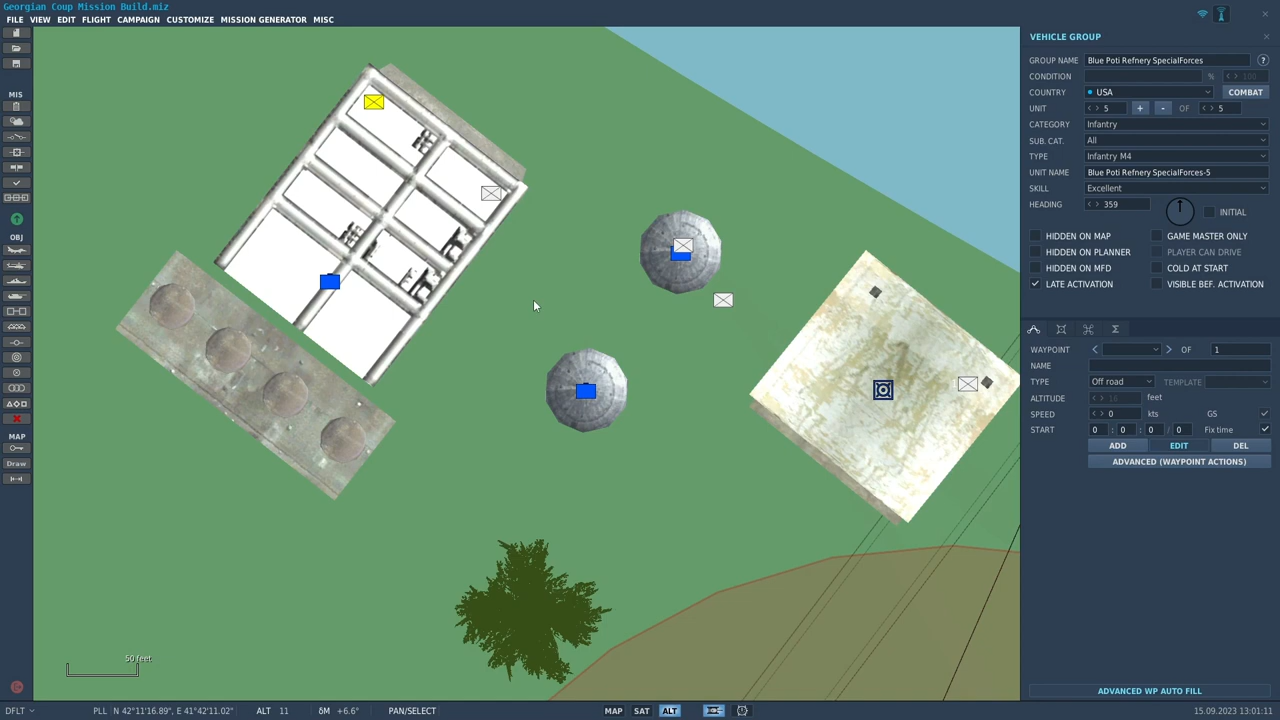 Georgian Coup Mission Build.miz
FILE VIEW EDIT FLIGHT CAMPAIGN CUSTOMIZE MISSION GENERATOR MISC
MIS
OBJ
MAP
Draw
50 feet
VEHICLE GROUP
GROUP NAME Blue Poti Refnery SpecialForces ?
CONDITION % 100
COUNTRY USA COMBAT
UNIT 5 + - OF 5
CATEGORY Infantry
SUB. CAT. All
TYPE Infantry M4
UNIT NAME Blue Poti Refnery SpecialForces-5
SKILL Excellent
HEADING 359 INITIAL
HIDDEN ON MAP GAME MASTER ONLY
HIDDEN ON PLANNER PLAYER CAN DRIVE
HIDDEN ON MFD COLD AT START
LATE ACTIVATION VISIBLE BEF. ACTIVATION
WAYPOINT OF 1
NAME
TYPE Off road TEMPLATE
ALTITUDE 16 feet
SPEED 0 kts GS
START 0 : 0 : 0 / 0 Fix time
ADD EDIT DEL
ADVANCED (WAYPOINT ACTIONS)
ADVANCED WP AUTO FILL
DFLT PLL N 42°11'16.89", E 41°42'11.02" ALT 11 δM +6.6° PAN/SELECT MAP SAT ALT 15.09.2023 13:01:11